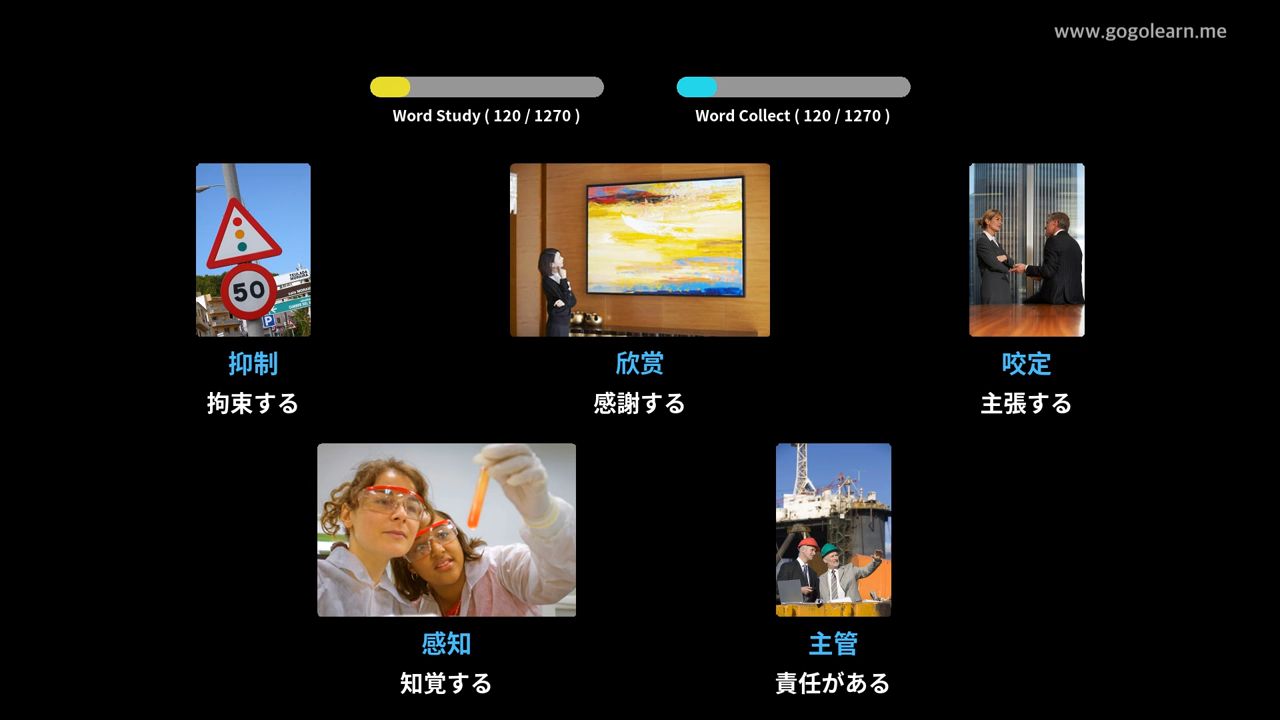 www.gogolearn.me
Word Study ( 120 / 1270 )
Word Collect ( 120 / 1270 )
50
P
抑制
拘束する
欣赏
感謝する
咬定
主張する
感知
知覚する
主管
責任がある